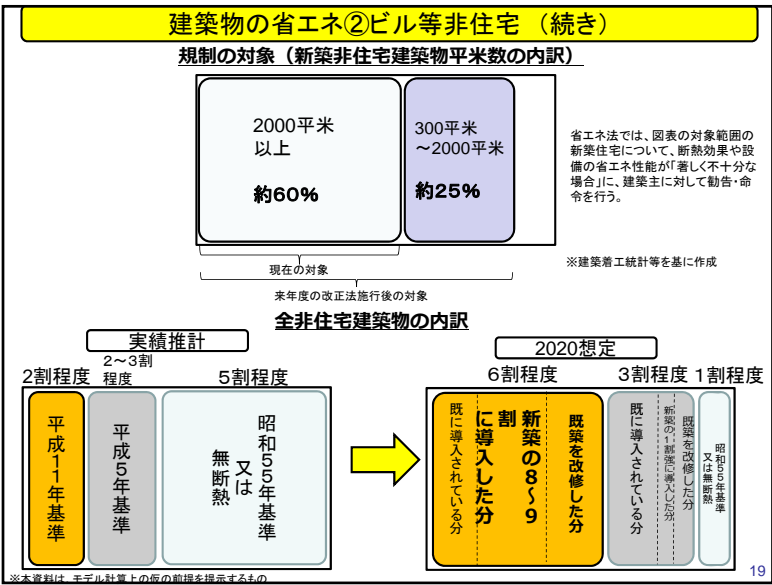 建築物の省エネ②ビル等非住宅 （続き）
規制の対象（新築非住宅建築物平米数の内訳）
2000平米
以上
約60%
300平米
～2000平米
約25%
省エネ法では、図表の対象範囲の
新築住宅について、断熱効果や設
備の省エネ性能が「著しく不十分な
場合」に、建築主に対して勧告・命
令を行う。
現在の対象
※建築着工統計等を基に作成
来年度の改正法施行後の対象
全非住宅建築物の内訳
実績推計
2割程度
2～3割
程度
5割程度
平成11年基準
平成5年基準
昭和55年基準
又は
無断熱
2020想定
6割程度
3割程度
1割程度
既に導入されている分
新築の8～9
割
に導入した分
既築を改修した分
既に導入されている分
新築の1割強に導入した分
既築を改修した分
昭和55年基準
又は無断熱
※本資料は、モデル計算上の仮の前提を提示するもの
19